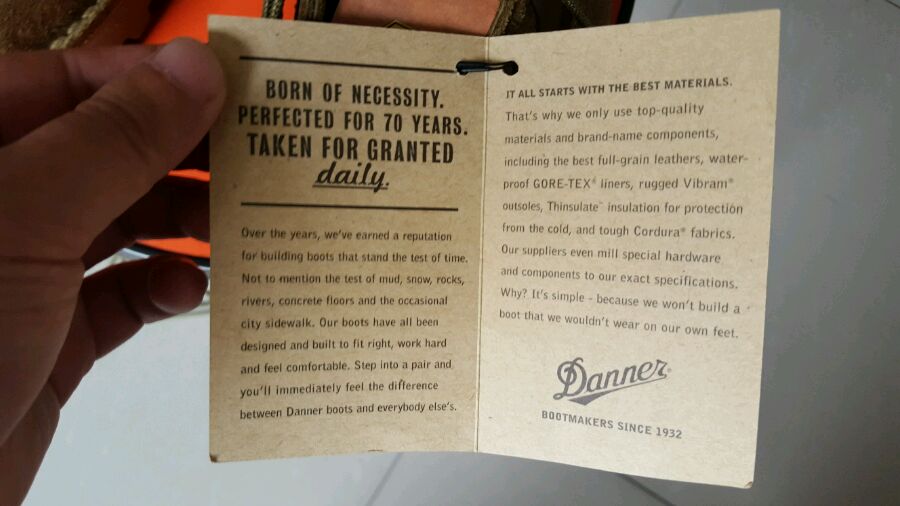 BORN OF NECESSITY.
PERFECTED FOR 70 YEARS.
TAKEN FOR GRANTED
daily.
Over the years, we've earned a reputation
for building boots that stand the test of time.
Not to mention the test of mud, snow, rocks,
rivers, concrete floors and the occasional
city sidewalk. Our boots have all been
designed and built to fit right, work hard
and feel comfortable. Step into a pair and
you'll immediately feel the difference
between Danner boots and everybody else's.
IT ALL STARTS WITH THE BEST MATERIALS.
That's why we only use top-quality
materials and brand-name components,
including the best full-grain leathers, water-
proof GORE-TEX® liners, rugged Vibram®
outsoles, Thinsulate™ insulation for protection
from the cold, and tough Cordura® fabrics.
Our suppliers even mill special hardware
and components to our exact specifications.
Why? It's simple - because we won't build a
boot that we wouldn't wear on our own feet.
Danner®
BOOTMAKERS SINCE 1932